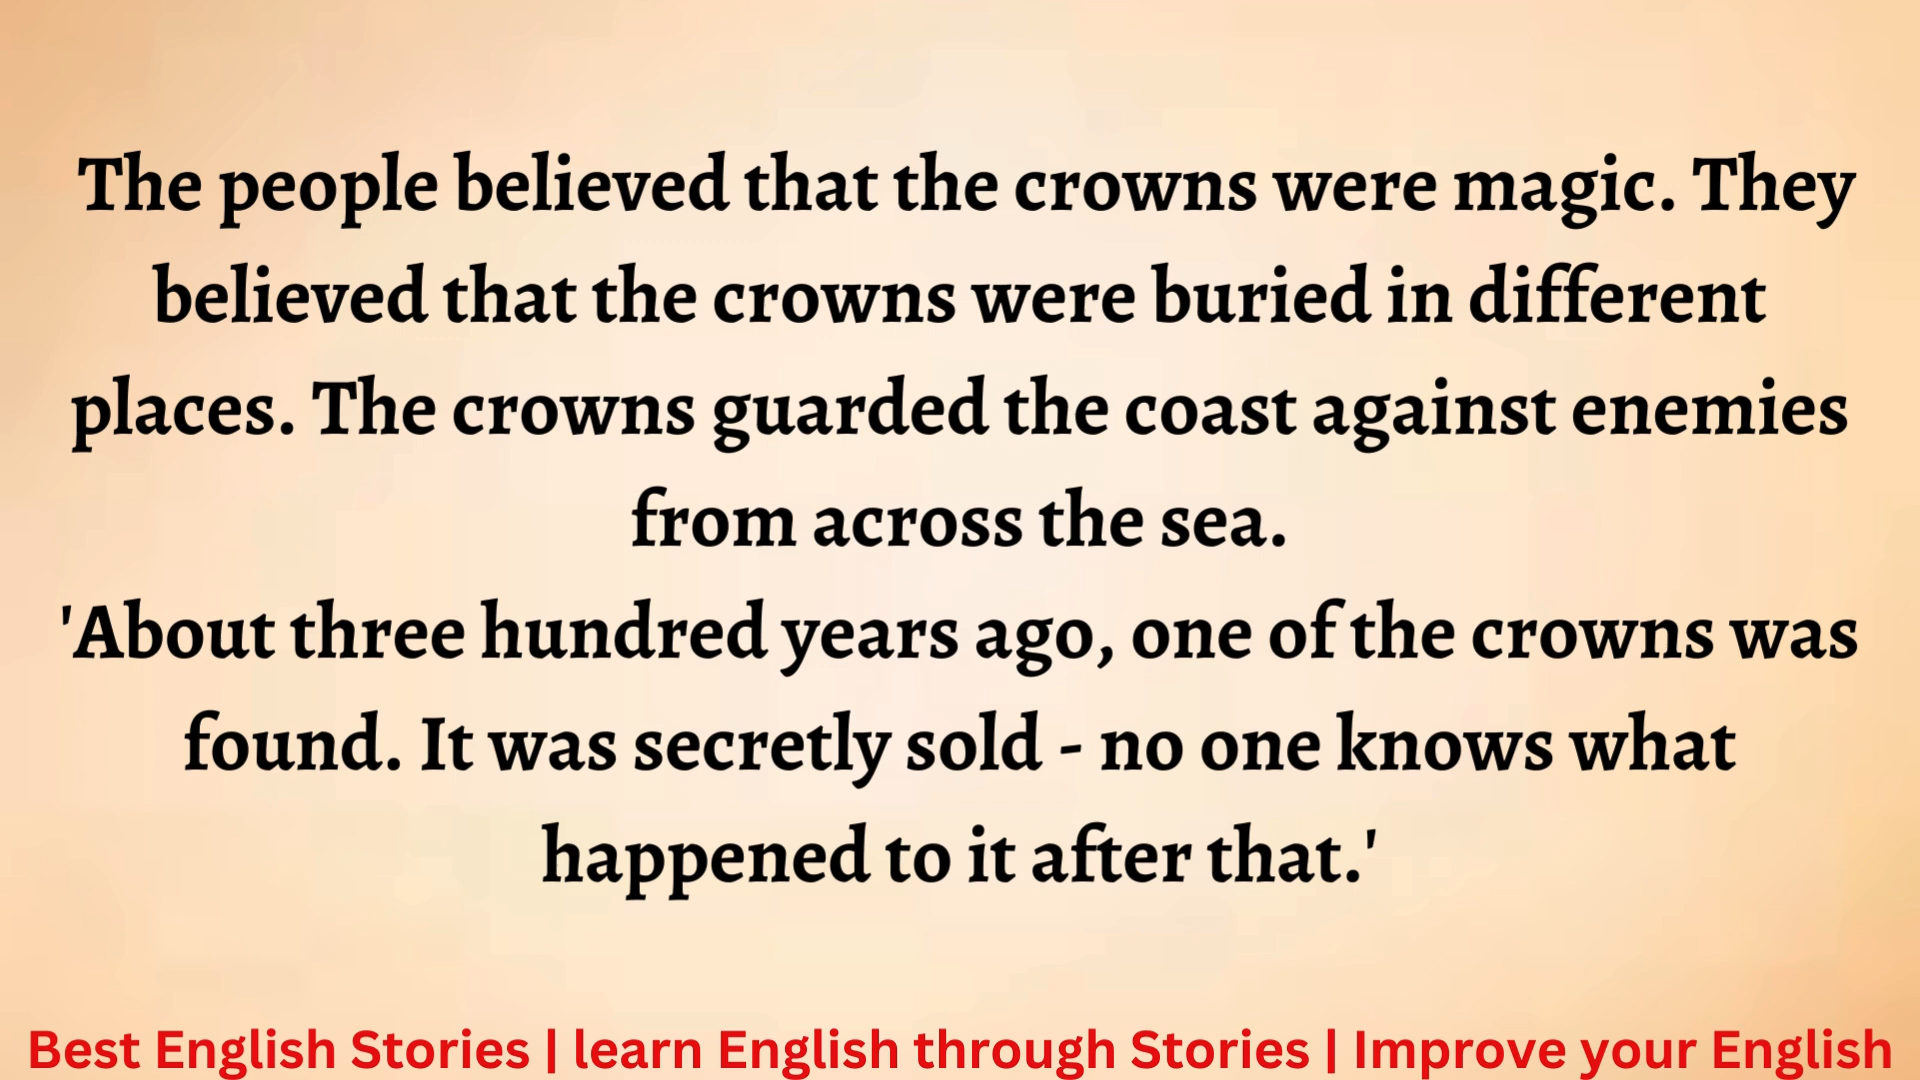 The people believed that the crowns were magic. They
believed that the crowns were buried in different
places. The crowns guarded the coast against enemies
from across the sea.
'About three hundred years ago, one of the crowns was
found. It was secretly sold - no one knows what
happened to it after that.'
Best English Stories | learn English through Stories | Improve your English